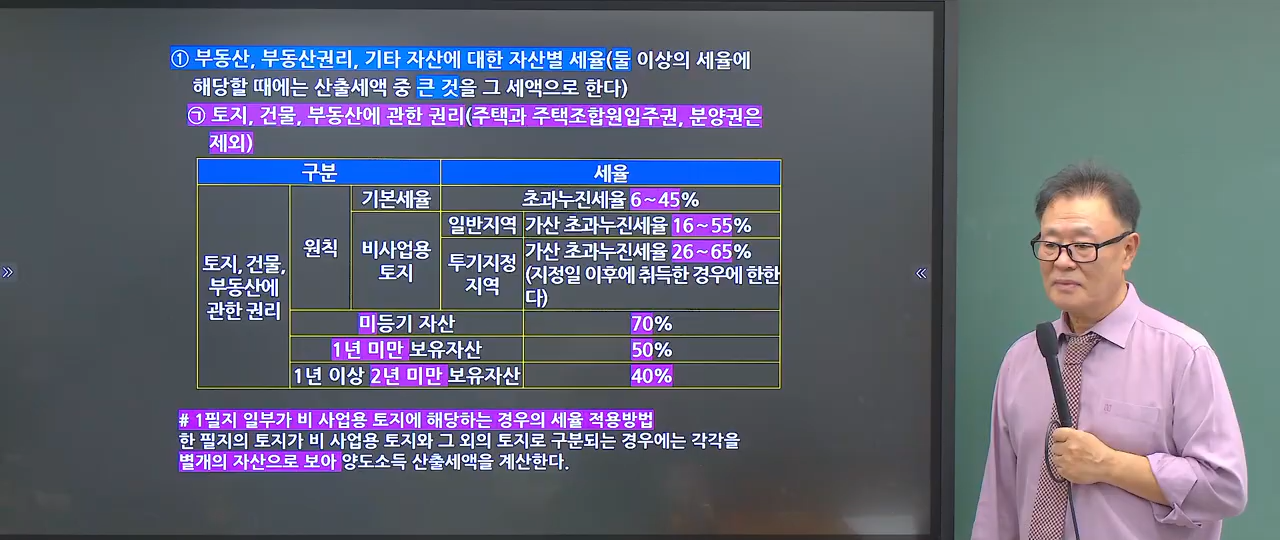 ① 부동산, 부동산권리, 기타 자산에 대한 자산별 세율(둘 이상의 세율에
해당할 때에는 산출세액 중 큰 것을 그 세액으로 한다)
㉠ 토지, 건물, 부동산에 관한 권리(주택과 주택조합원입주권, 분양권은
제외)
구분 세율
토지, 건물,
부동산에
관한 권리
원칙
기본세율 초과누진세율 6~45%
비사업용
토지
일반지역 가산 초과누진세율 16~55%
투기지정
지역
가산 초과누진세율 26~65%
(지정일 이후에 취득한 경우에 한한
다)
미등기 자산 70%
1년 미만 보유자산 50%
1년 이상 2년 미만 보유자산 40%
# 1필지 일부가 비 사업용 토지에 해당하는 경우의 세율 적용방법
한 필지의 토지가 비 사업용 토지와 그 외의 토지로 구분되는 경우에는 각각을
별개의 자산으로 보아 양도소득 산출세액을 계산한다.